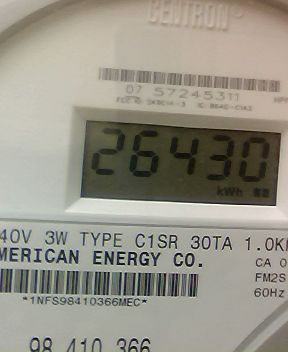 CENTRON®
07 57245311
26430
kWh
40V 3W TYPE C1SR 30TA 1.0K
MERICAN ENERGY CO.
CA 0
FM2S
60Hz
*1NFS98410366MEC*
98 410 366